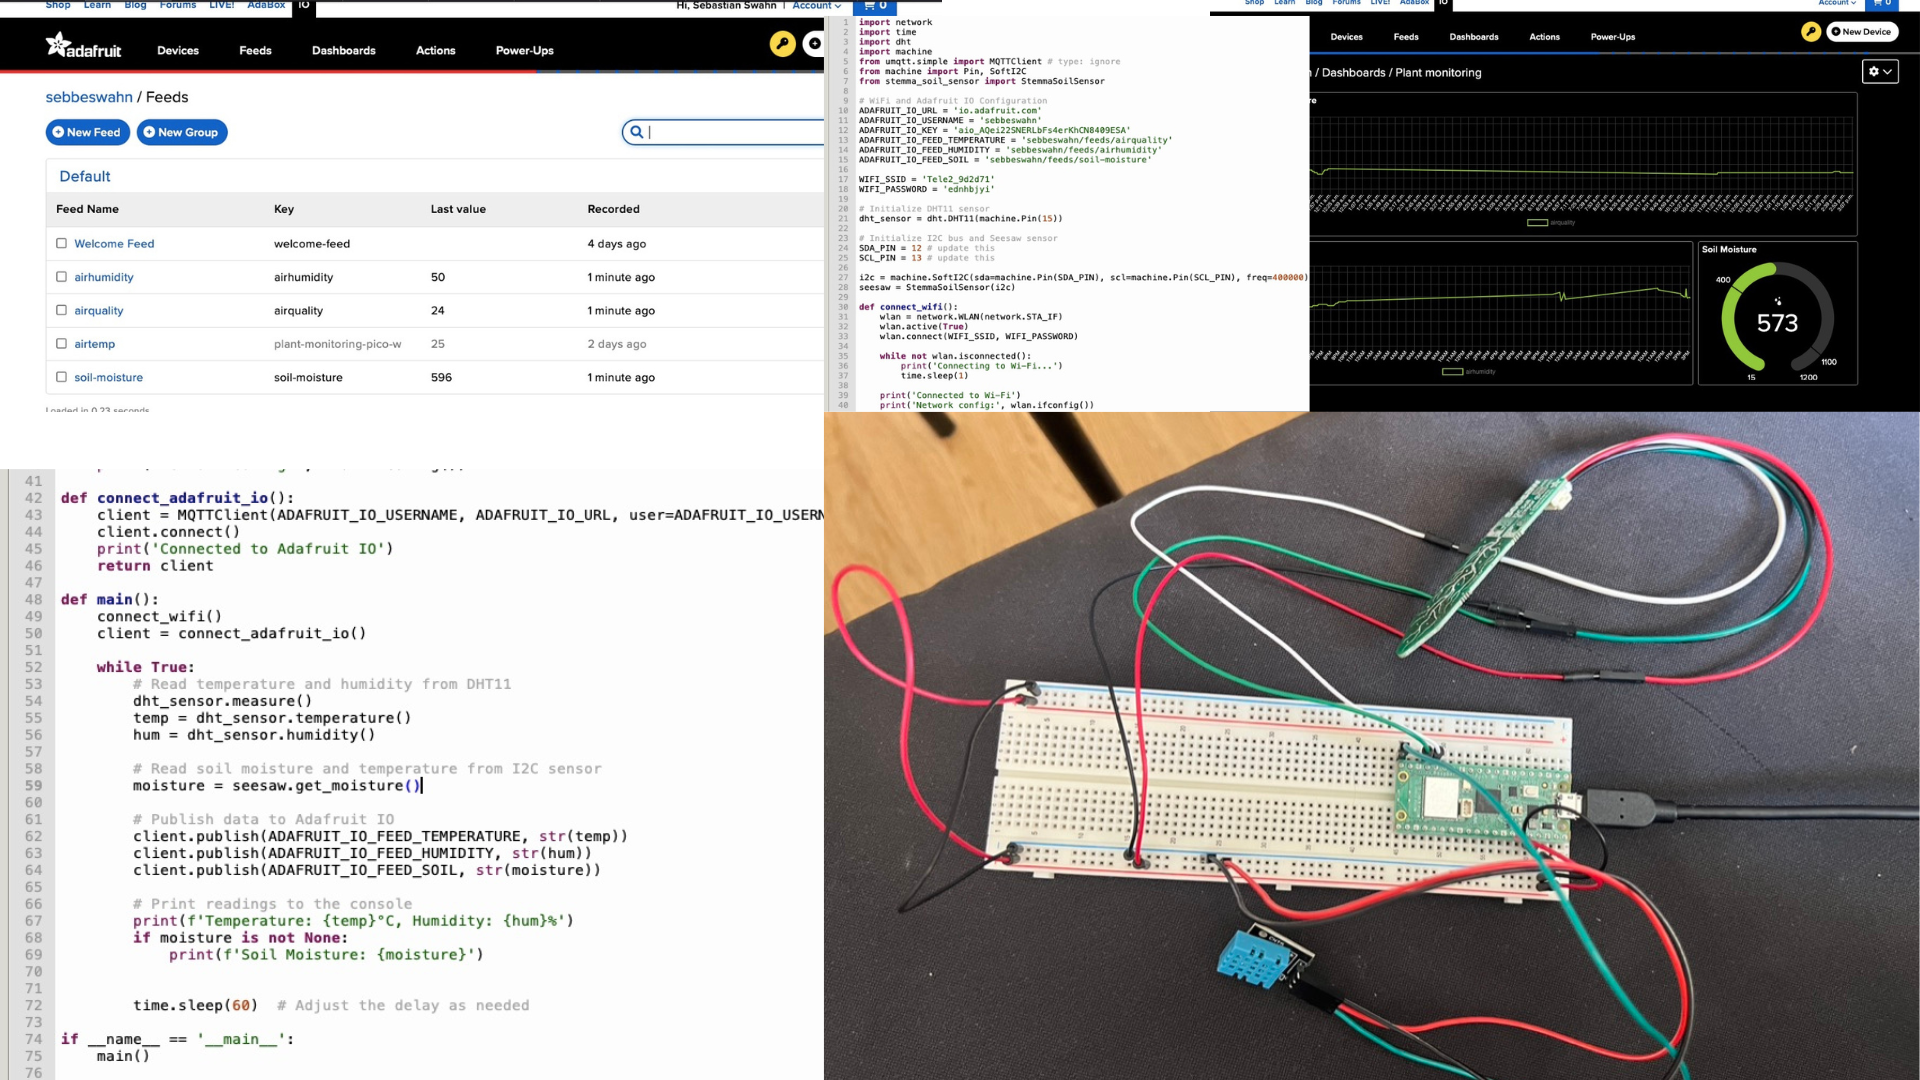 Shop Learn Blog Forums LIVE! AdaBox IO
Hi, Sebastian Swahn | Account 0
adafruit Devices Feeds Dashboards Actions Power-Ups
sebbeswahn / Feeds
New Feed New Group
Default
Feed Name Key Last value Recorded
Welcome Feed welcome-feed 4 days ago
airhumidity airhumidity 50 1 minute ago
airquality airquality 24 1 minute ago
airtemp plant-monitoring-pico-w 25 2 days ago
soil-moisture soil-moisture 596 1 minute ago
Loaded in 0.23 seconds
1 import network
2 import time
3 import dht
4 import machine
5 from umqtt.simple import MQTTClient # type: ignore
6 from machine import Pin, SoftI2C
7 from stemma_soil_sensor import StemmaSoilSensor
8
9 # WiFi and Adafruit IO Configuration
10 ADAFRUIT_IO_URL = 'io.adafruit.com'
11 ADAFRUIT_IO_USERNAME = 'sebbeswahn'
12 ADAFRUIT_IO_KEY = 'aio_AQei22SNERLbFs4erKhCN8409ESA'
13 ADAFRUIT_IO_FEED_TEMPERATURE = 'sebbeswahn/feeds/airquality'
14 ADAFRUIT_IO_FEED_HUMIDITY = 'sebbeswahn/feeds/airhumidity'
15 ADAFRUIT_IO_FEED_SOIL = 'sebbeswahn/feeds/soil-moisture'
16
17 WIFI_SSID = 'Tele2_9d2d71'
18 WIFI_PASSWORD = 'ednhbjyi'
19
20 # Initialize DHT11 sensor
21 dht_sensor = dht.DHT11(machine.Pin(15))
22
23 # Initialize I2C bus and Seesaw sensor
24 SDA_PIN = 12 # update this
25 SCL_PIN = 13 # update this
26
27 i2c = machine.SoftI2C(sda=machine.Pin(SDA_PIN), scl=machine.Pin(SCL_PIN), freq=400000)
28 seesaw = StemmaSoilSensor(i2c)
29
30 def connect_wifi():
31 wlan = network.WLAN(network.STA_IF)
32 wlan.active(True)
33 wlan.connect(WIFI_SSID, WIFI_PASSWORD)
34
35 while not wlan.isconnected():
36 print('Connecting to Wi-Fi...')
37 time.sleep(1)
38
39 print('Connected to Wi-Fi')
40 print('Network config:', wlan.ifconfig())
Shop Learn Blog Forums LIVE! AdaBox IO
Account 0
Devices Feeds Dashboards Actions Power-Ups New Device
/ Dashboards / Plant monitoring
re
airquality
airhumidity
Soil Moisture
400
573
1100
15 1200
41
42 def connect_adafruit_io():
43 client = MQTTClient(ADAFRUIT_IO_USERNAME, ADAFRUIT_IO_URL, user=ADAFRUIT_IO_USERN
44 client.connect()
45 print('Connected to Adafruit IO')
46 return client
47
48 def main():
49 connect_wifi()
50 client = connect_adafruit_io()
51
52 while True:
53 # Read temperature and humidity from DHT11
54 dht_sensor.measure()
55 temp = dht_sensor.temperature()
56 hum = dht_sensor.humidity()
57
58 # Read soil moisture and temperature from I2C sensor
59 moisture = seesaw.get_moisture()
60
61 # Publish data to Adafruit IO
62 client.publish(ADAFRUIT_IO_FEED_TEMPERATURE, str(temp))
63 client.publish(ADAFRUIT_IO_FEED_HUMIDITY, str(hum))
64 client.publish(ADAFRUIT_IO_FEED_SOIL, str(moisture))
65
66 # Print readings to the console
67 print(f'Temperature: {temp}°C, Humidity: {hum}%')
68 if moisture is not None:
69 print(f'Soil Moisture: {moisture}')
70
71
72 time.sleep(60) # Adjust the delay as needed
73
74 if __name__ == '__main__':
75 main()
76